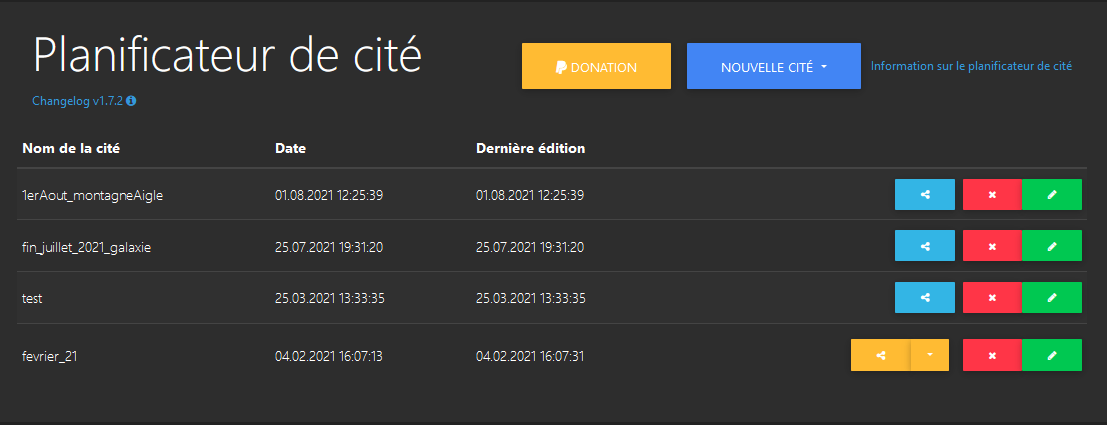 Planificateur de cité
DONATION
NOUVELLE CITÉ
Information sur le planificateur de cité
Changelog v1.7.2
Nom de la cité Date Dernière édition
1erAout_montagneAigle 01.08.2021 12:25:39 01.08.2021 12:25:39
fin_juillet_2021_galaxie 25.07.2021 19:31:20 25.07.2021 19:31:20
test 25.03.2021 13:33:35 25.03.2021 13:33:35
fevrier_21 04.02.2021 16:07:13 04.02.2021 16:07:31